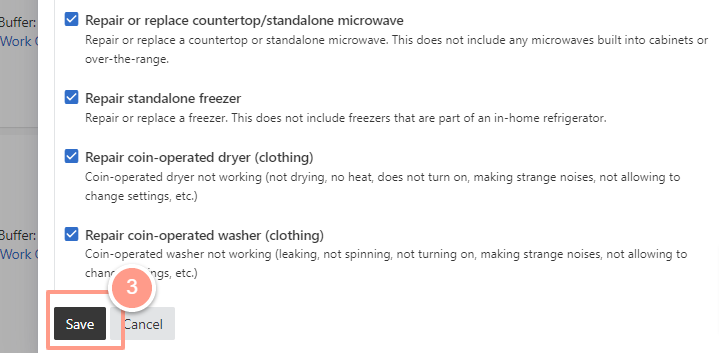 Buffer:
Work
Repair or replace countertop/standalone microwave
Repair or replace a countertop or standalone microwave. This does not include any microwaves built into cabinets or
over-the-range.
Repair standalone freezer
Repair or replace a freezer. This does not include freezers that are part of an in-home refrigerator.
Repair coin-operated dryer (clothing)
Coin-operated dryer not working (not drying, no heat, does not turn on, making strange noises, not allowing to
change settings, etc.)
Buffer:
Work
Repair coin-operated washer (clothing)
Coin-operated washer not working (leaking, not spinning, not turning on, making strange noises, not allowing to
etc.)
3
Save
Cancel